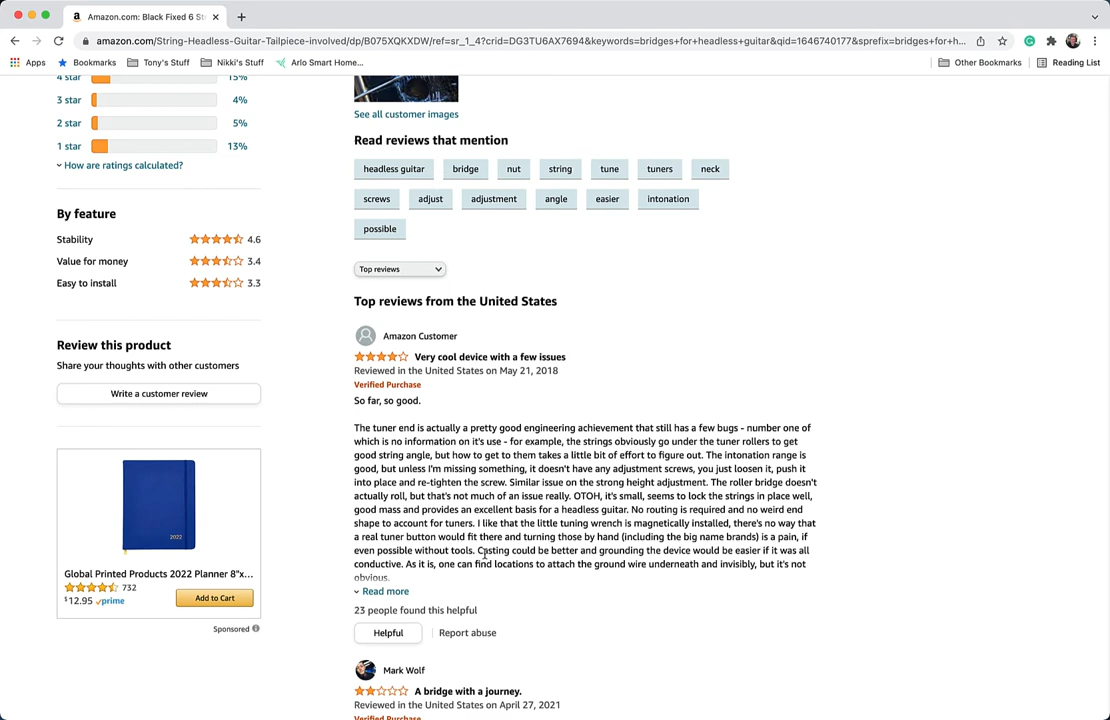 Amazon.com: Black Fixed 6 St
amazon.com/String-Headless-Guitar-Tailpiece-involved/dp/B075XQKXDW/ref=sr_1_4?crid=DG3TU6AX7694&keywords=bridges+for+headless+guitar&qid=1646740177&sprefix=bridges+for+h...
Apps Bookmarks Tony's Stuff Nikki's Stuff Arlo Smart Home... Other Bookmarks Reading List
4 star 15%
3 star 4%
2 star 5%
1 star 13%
How are ratings calculated?
By feature
Stability 4.6
Value for money 3.4
Easy to install 3.3
Review this product
Share your thoughts with other customers
Write a customer review
2022
Global Printed Products 2022 Planner 8"x...
732
$12.95 prime
Add to Cart
Sponsored
See all customer images
Read reviews that mention
headless guitar bridge nut string tune tuners neck
screws adjust adjustment angle easier intonation
possible
Top reviews
Top reviews from the United States
Amazon Customer
Very cool device with a few issues
Reviewed in the United States on May 21, 2018
Verified Purchase
So far, so good.
The tuner end is actually a pretty good engineering achievement that still has a few bugs - number one of
which is no information on it's use - for example, the strings obviously go under the tuner rollers to get
good string angle, but how to get to them takes a little bit of effort to figure out. The intonation range is
good, but unless I'm missing something, it doesn't have any adjustment screws, you just loosen it, push it
into place and re-tighten the screw. Similar issue on the strong height adjustment. The roller bridge doesn't
actually roll, but that's not much of an issue really. OTOH, it's small, seems to lock the strings in place well,
good mass and provides an excellent basis for a headless guitar. No routing is required and no weird end
shape to account for tuners. I like that the little tuning wrench is magnetically installed, there's no way that
a real tuner button would fit there and turning those by hand (including the big name brands) is a pain, if
even possible without tools. Casting could be better and grounding the device would be easier if it was all
conductive. As it is, one can find locations to attach the ground wire underneath and invisibly, but it's not
obvious.
Read more
23 people found this helpful
Helpful
Report abuse
Mark Wolf
A bridge with a journey.
Reviewed in the United States on April 27, 2021
Verified Purchase